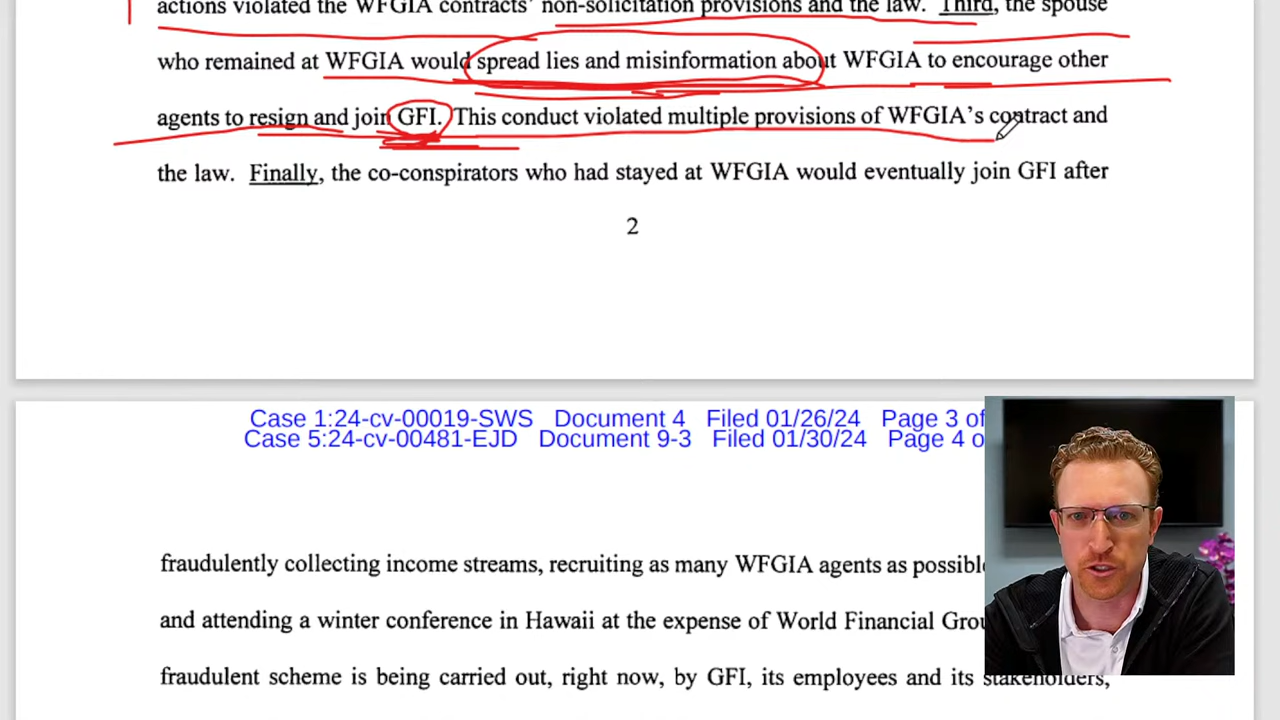 actions violated the WFGIA contracts' non-solicitation provisions and the law. Third, the spouse
who remained at WFGIA would spread lies and misinformation about WFGIA to encourage other
agents to resign and join GFI. This conduct violated multiple provisions of WFGIA's contract and
the law. Finally, the co-conspirators who had stayed at WFGIA would eventually join GFI after
2
Case 1:24-cv-00019-SWS Document 4 Filed 01/26/24 Page 3 of
Case 5:24-cv-00481-EJD Document 9-3 Filed 01/30/24 Page 4 o
fraudulently collecting income streams, recruiting as many WFGIA agents as possibl
and attending a winter conference in Hawaii at the expense of World Financial Grou
fraudulent scheme is being carried out, right now, by GFI, its employees and its stakeholders,